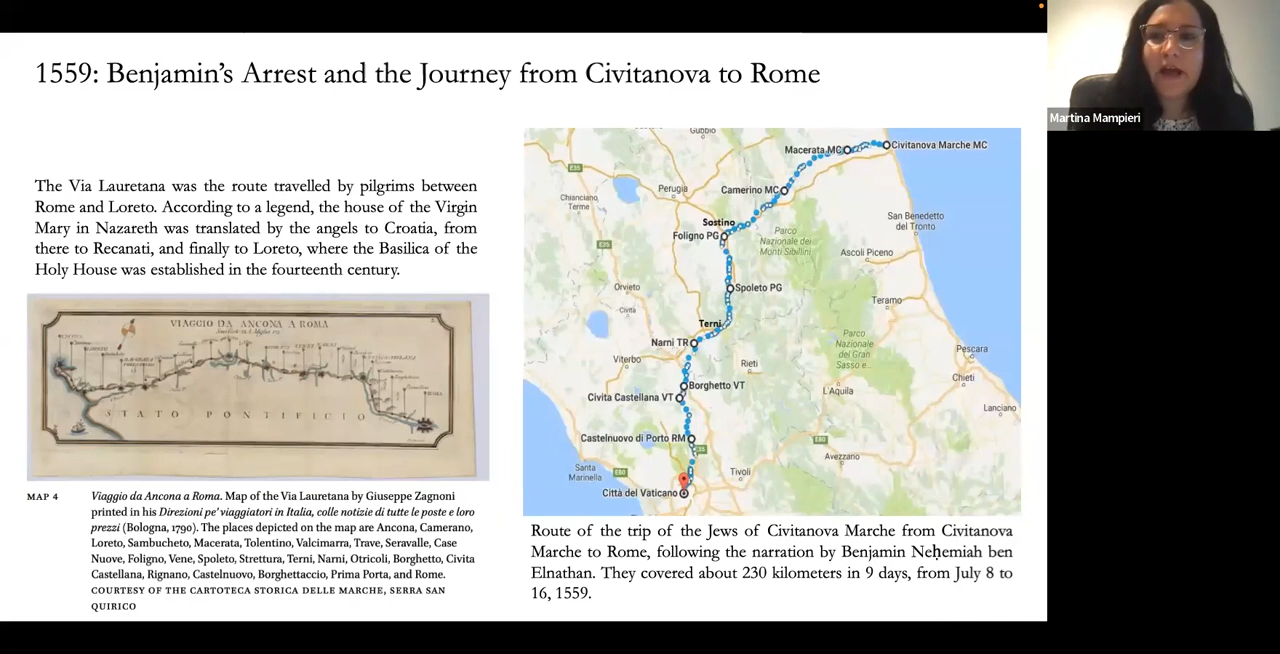 1559: Benjamin's Arrest and the Journey from Civitanova to Rome
Martina Mampieri
The Via Lauretana was the route travelled by pilgrims between
Rome and Loreto. According to a legend, the house of the Virgin
Mary in Nazareth was translated by the angels to Croatia, from
there to Recanati, and finally to Loreto, where the Basilica of the
Holy House was established in the fourteenth century.
VIAGGIO DA ANCONA A ROMA
STATO PONTIFICIO
MAP 4
Viaggio da Ancona a Roma. Map of the Via Lauretana by Giuseppe Zagnoni
printed in his Direzioni pe' viaggiatori in Italia, colle notizie di tutte le poste e loro
prezzi (Bologna, 1790). The places depicted on the map are Ancona, Camerano,
Loreto, Sambucheto, Macerata, Tolentino, Valcimarra, Trave, Seravalle, Case
Nuove, Foligno, Vene, Spoleto, Strettura, Terni, Narni, Otricoli, Borghetto, Civita
Castellana, Rignano, Castelnuovo, Borghettaccio, Prima Porta, and Rome.
COURTESY OF THE CARTOTECA STORICA DELLE MARCHE, SERRA SAN
QUIRICO
Gubbio
Macerata MC
Civitanova Marche MC
E35
Perugia
Camerino MC
Chianciano
Terme
Sostino
San Benedetto
del Tronto
Foligno PG
Parco
Nazionale dei
Monti Sibillini
E35
Ascoli Piceno
Orvieto
Spoleto PG
Civita
Teramo
Terni
Narni TR
Parco
Nazionale
del Gran
Sasso e...
Pescara
Viterbo
Rieti
Chieti
Borghetto VT
L'Aquila
Civita Castellana VT
Lanciano
Castelnuovo di Porto RM
E80
E35
Avezzano
Santa
Marinella
E80
Tivoli
Città del Vaticano
Route of the trip of the Jews of Civitanova Marche from Civitanova
Marche to Rome, following the narration by Benjamin Neḥemiah ben
Elnathan. They covered about 230 kilometers in 9 days, from July 8 to
16, 1559.